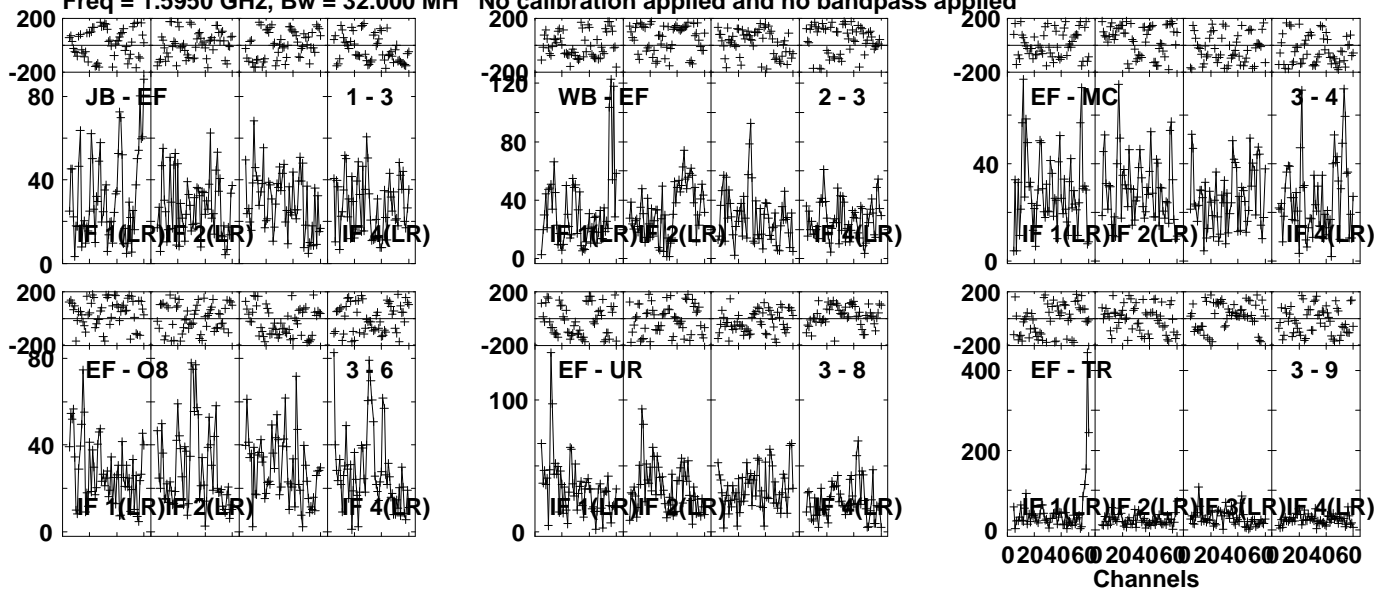 Freq = 1.5950 GHz, Bw = 32.000 MH No calibration applied and no bandpass applied
200
-200
80
40
0
JB - EF 1 - 3
IF 1(LR) IF 2(LR) IF 4(LR)
200
-200
120
80
40
0
WB - EF 2 - 3
IF 1(LR) IF 2(LR) IF 4(LR)
200
-200
40
0
EF - MC 3 - 4
IF 1(LR) IF 2(LR) IF 4(LR)
200
-200
80
40
0
EF - O8 3 - 6
IF 1(LR) IF 2(LR) IF 4(LR)
200
-200
100
0
EF - UR 3 - 8
IF 1(LR) IF 2(LR) IF 4(LR)
200
-200
400
200
0
EF - TR 3 - 9
IF 1(LR) IF 2(LR) IF 3(LR) IF 4(LR)
0 20 40 60 0 20 40 60 0 20 40 60 0 20 40 60
Channels